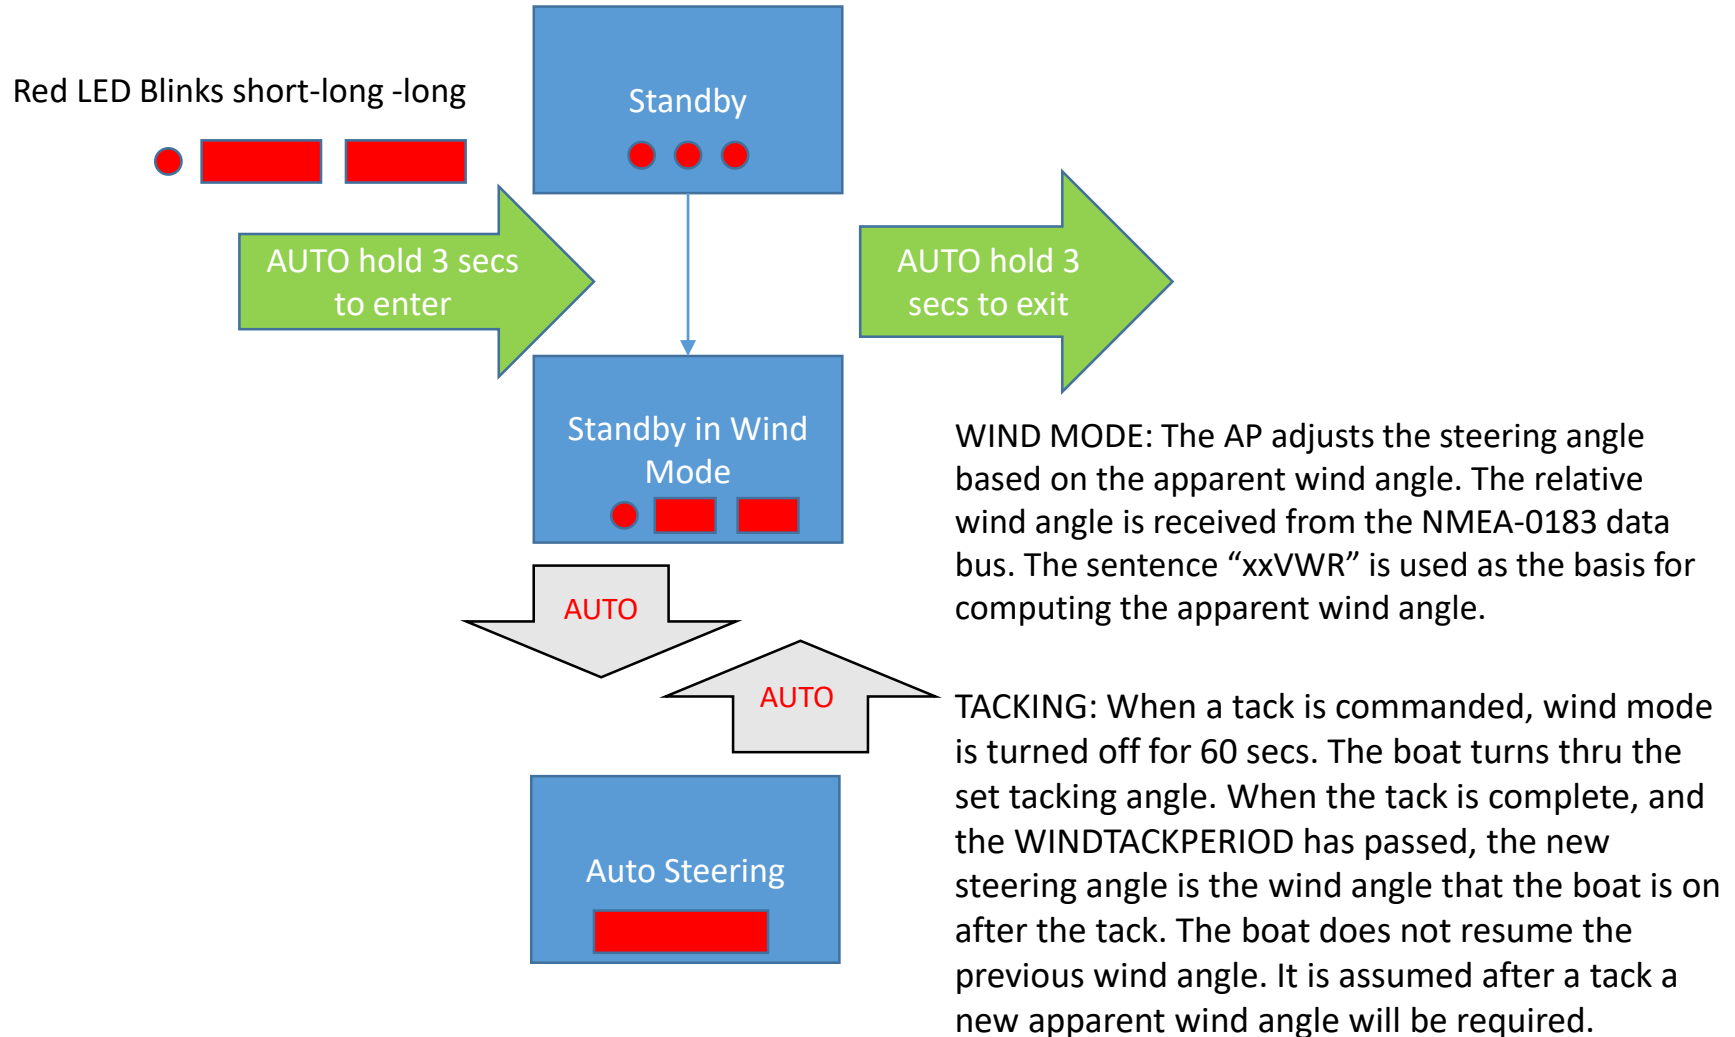 Red LED Blinks short-long -long
Standby
AUTO hold 3 secs
to enter
AUTO hold 3
secs to exit
Standby in Wind
Mode
AUTO
AUTO
Auto Steering
WIND MODE: The AP adjusts the steering angle
based on the apparent wind angle. The relative
wind angle is received from the NMEA-0183 data
bus. The sentence “xxVWR” is used as the basis for
computing the apparent wind angle.
TACKING: When a tack is commanded, wind mode
is turned off for 60 secs. The boat turns thru the
set tacking angle. When the tack is complete, and
the WINDTACKPERIOD has passed, the new
steering angle is the wind angle that the boat is on
after the tack. The boat does not resume the
previous wind angle. It is assumed after a tack a
new apparent wind angle will be required.